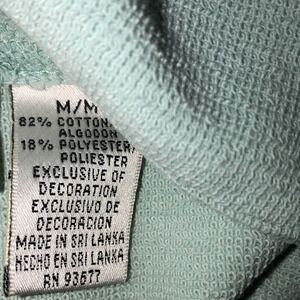 M/M
82% COTTON
ALGODON
18% POLYESTER/
POLIESTER
EXCLUSIVE OF
DECORATION
EXCLUSIVO DE
DECORACION
MADE IN SRI LANKA
HECHO EN SRI LANKA
RN 93677